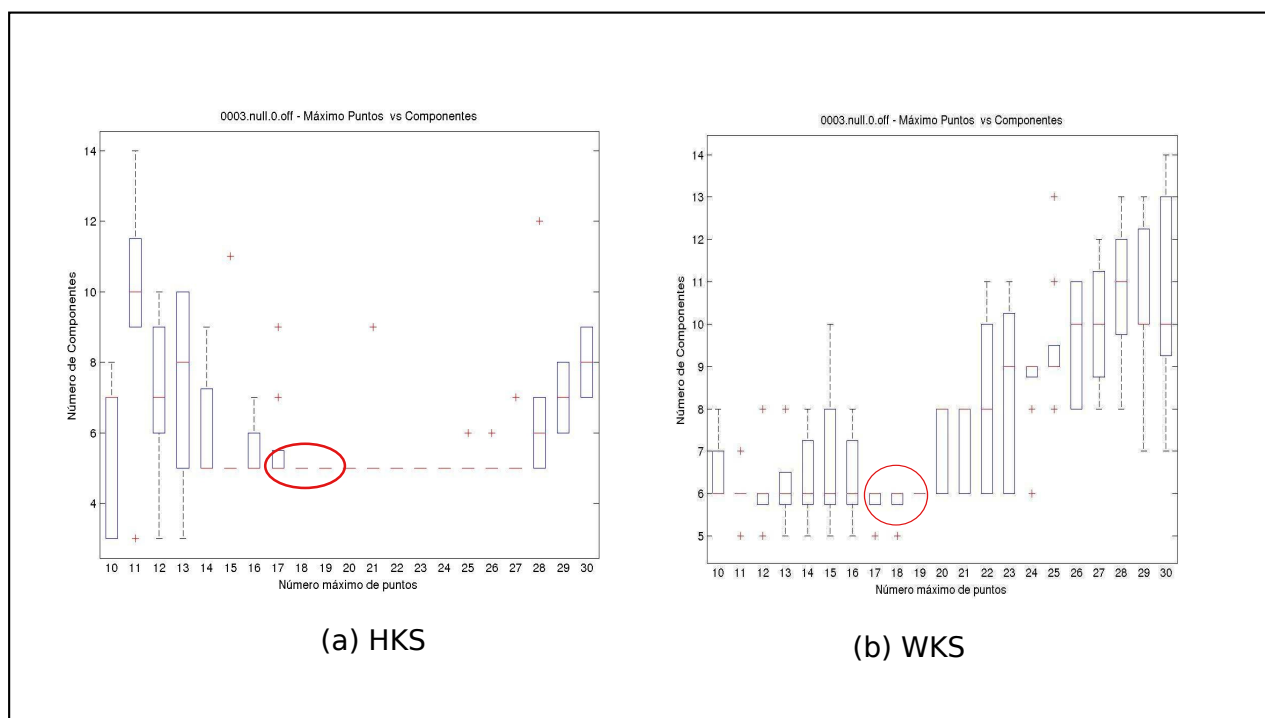 0003.null.0.off - Máximo Puntos vs Componentes
Número de Componentes
14
12
10
8
6
4
10 11 12 13 14 15 16 17 18 19 20 21 22 23 24 25 26 27 28 29 30
Número máximo de puntos
(a) HKS
0003.null.0.off - Máximo Puntos vs Componentes
Número de Componentes
14
13
12
11
10
9
8
7
6
5
10 11 12 13 14 15 16 17 18 19 20 21 22 23 24 25 26 27 28 29 30
Número máximo de puntos
(b) WKS